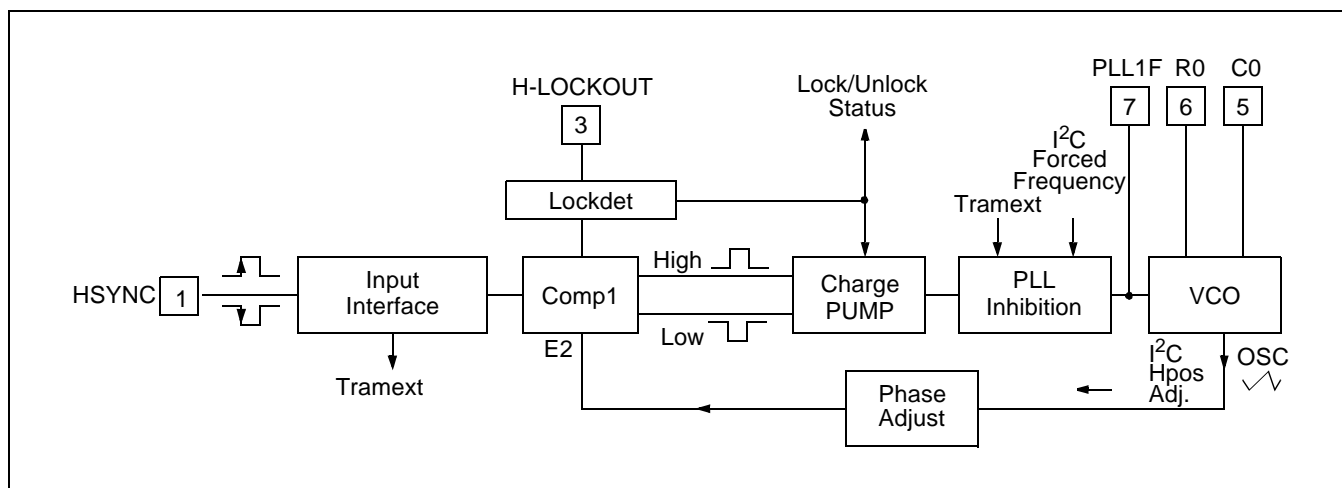 H-LOCKOUT
3
Lock/Unlock
Status
PLL1F R0 C0
7 6 5
I²C
Forced
Frequency
Tramext
Lockdet
HSYNC 1
Input
Interface
Comp1
High
Low
Charge
PUMP
PLL
Inhibition
VCO
E2
Tramext
Phase
Adjust
I²C
Hpos
Adj.
OSC